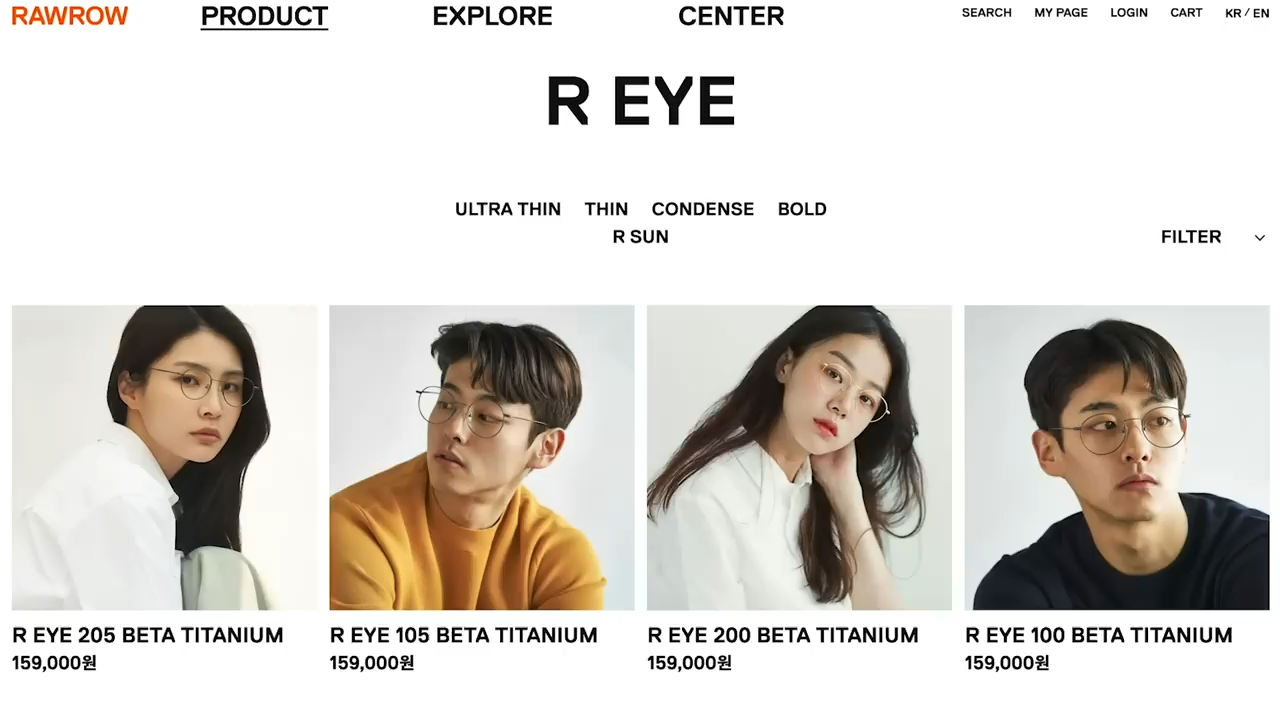 RAWROW PRODUCT EXPLORE CENTER SEARCH MY PAGE LOGIN CART KR / EN
R EYE
ULTRA THIN THIN CONDENSE BOLD
R SUN
FILTER
R EYE 205 BETA TITANIUM
159,000원
R EYE 105 BETA TITANIUM
159,000원
R EYE 200 BETA TITANIUM
159,000원
R EYE 100 BETA TITANIUM
159,000원